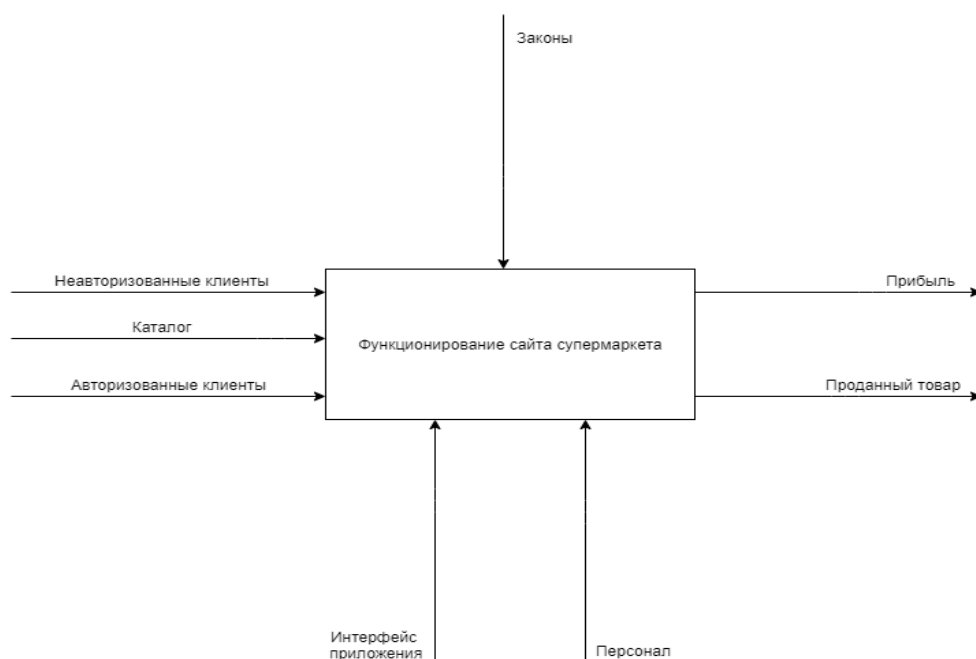 Законы
Неавторизованные клиенты
Прибыль
Каталог
Функционирование сайта супермаркета
Авторизованные клиенты
Проданный товар
Интерфейс
приложения
Персонал